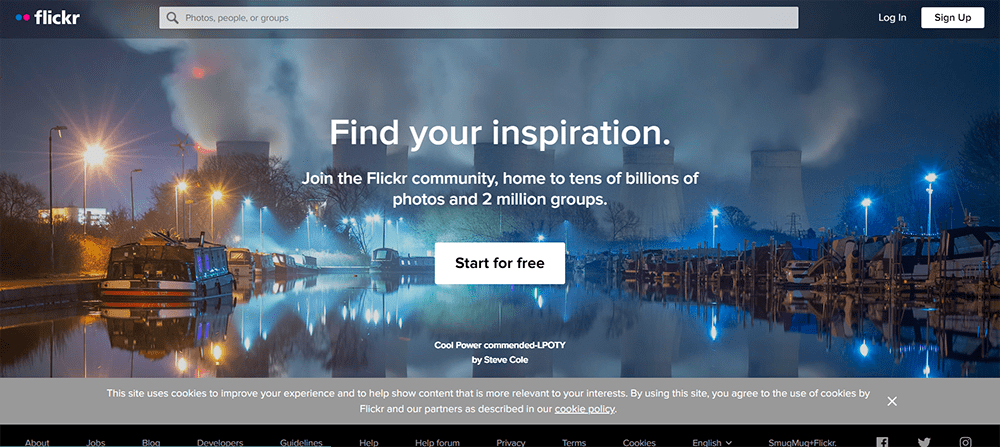 flickr
Photos, people, or groups
Log In
Sign Up
Find your inspiration.
Join the Flickr community, home to tens of billions of
photos and 2 million groups.
Start for free
Cool Power commended-LPOTY
by Steve Cole
This site uses cookies to improve your experience and to help show content that is more relevant to your interests. By using this site, you agree to the use of cookies by
Flickr and our partners as described in our cookie policy.
About Jobs Blog Developers Guidelines Help Help forum Privacy Terms Cookies English SmugMug+Flickr.